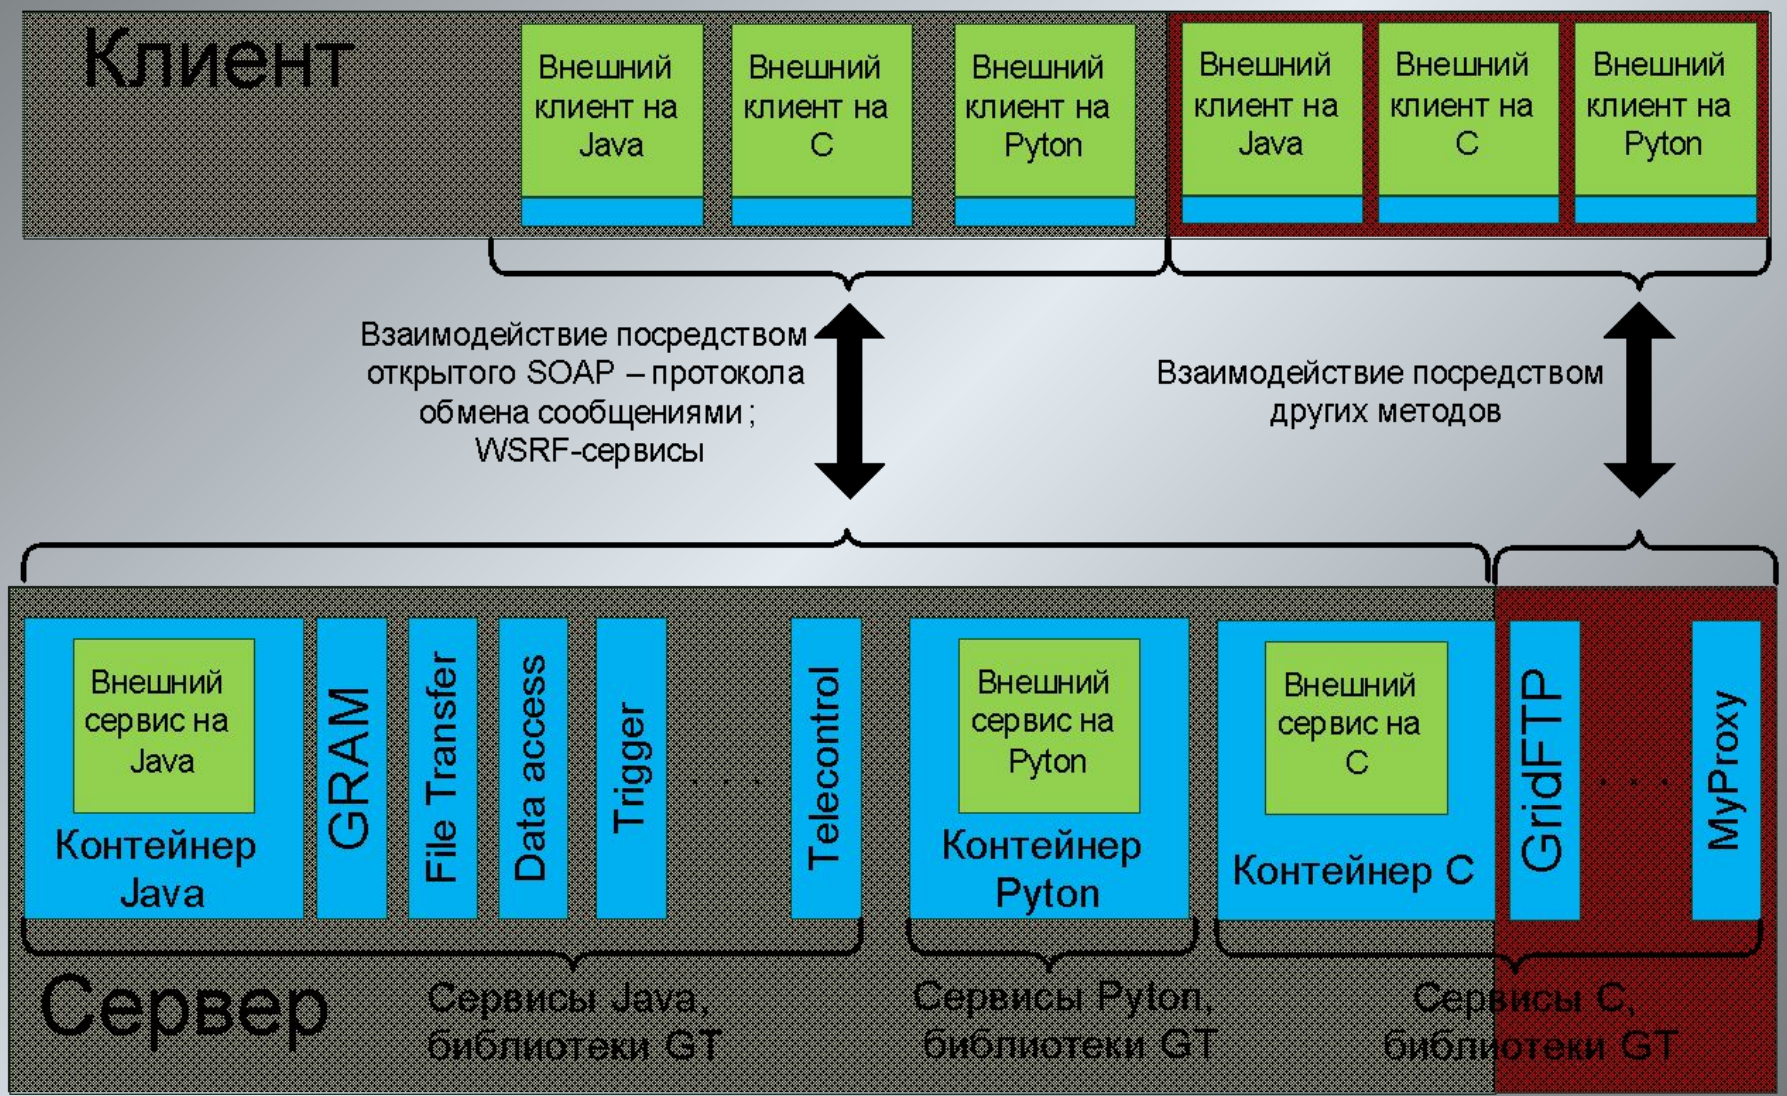 Клиент
Внешний
клиент на
Java
Внешний
клиент на
C
Внешний
клиент на
Pyton
Внешний
клиент на
Java
Внешний
клиент на
C
Внешний
клиент на
Pyton
Взаимодействие посредством
открытого SOAP – протокола
обмена сообщениями ;
WSRF-сервисы
Взаимодействие посредством
других методов
Внешний
сервис на
Java
Контейнер
Java
GRAM
File Transfer
Data access
Trigger
. . .
Telecontrol
Внешний
сервис на
Pyton
Контейнер
Pyton
Внешний
сервис на
C
Контейнер C
GridFTP
. . .
MyProxy
Сервер
Сервисы Java,
библиотеки GT
Сервисы Pyton,
библиотеки GT
Сервисы C,
библиотеки GT